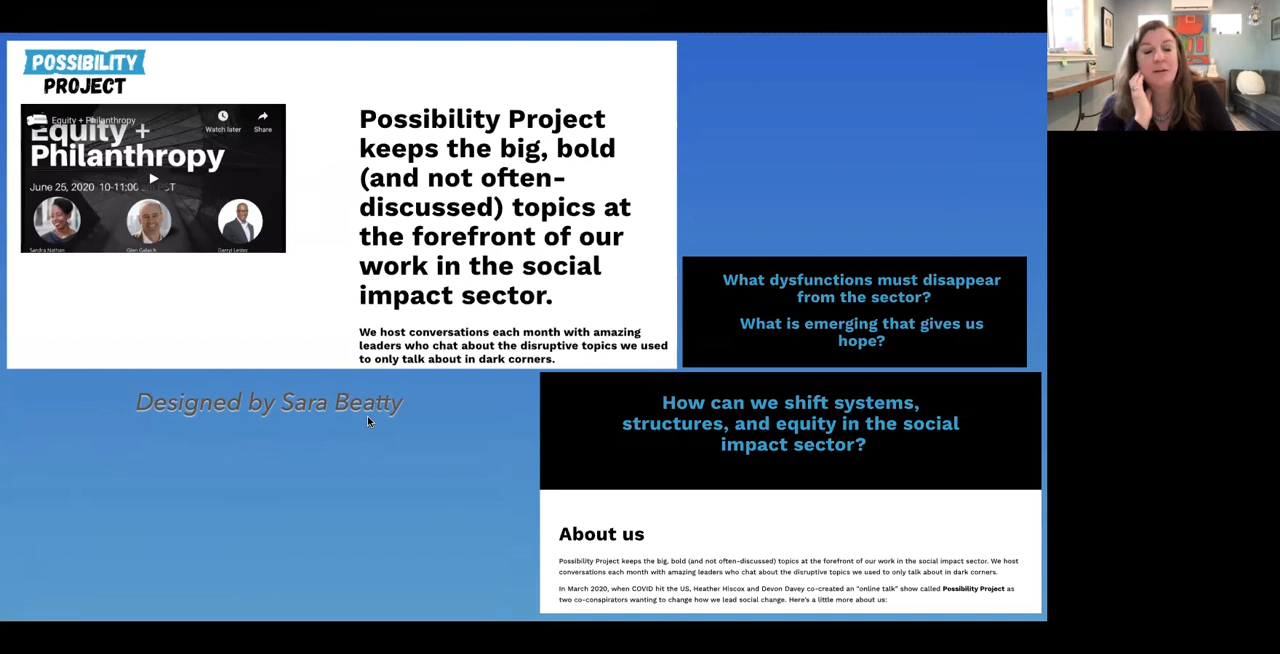 POSSIBILITY
PROJECT
Equity + Philanthropy
Watch later
Share
Equity +
Philanthropy
June 25, 2020 10-11:00 am PST
Sandra Nathan
Glen Galaich
Darryl Lester
Possibility Project
keeps the big, bold
(and not often-
discussed) topics at
the forefront of our
work in the social
impact sector.
We host conversations each month with amazing
leaders who chat about the disruptive topics we used
to only talk about in dark corners.
What dysfunctions must disappear
from the sector?
What is emerging that gives us
hope?
Designed by Sara Beatty
How can we shift systems,
structures, and equity in the social
impact sector?
About us
Possibility Project keeps the big, bold (and not often-discussed) topics at the forefront of our work in the social impact sector. We host
conversations each month with amazing leaders who chat about the disruptive topics we used to only talk about in dark corners.
In March 2020, when COVID hit the US, Heather Hiscox and Devon Davey co-created an "online talk" show called Possibility Project as
two co-conspirators wanting to change how we lead social change. Here's a little more about us: